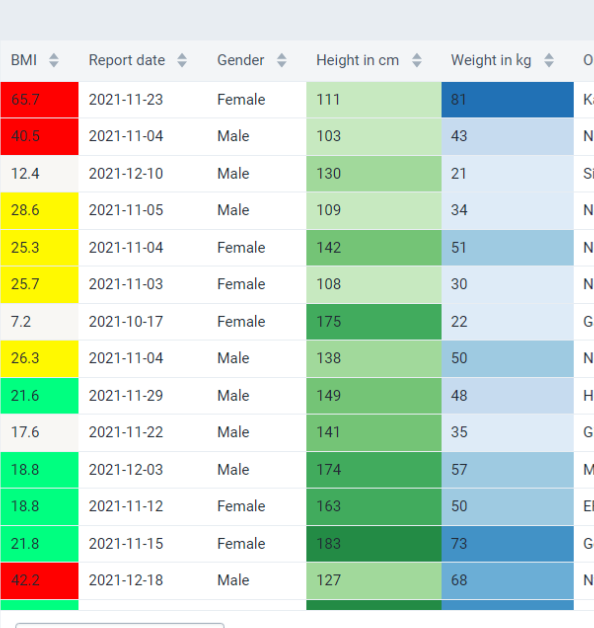 BMI Report date Gender Height in cm Weight in kg
65.7 2021-11-23 Female 111 81
40.5 2021-11-04 Male 103 43
12.4 2021-12-10 Male 130 21
28.6 2021-11-05 Male 109 34
25.3 2021-11-04 Female 142 51
25.7 2021-11-03 Female 108 30
7.2 2021-10-17 Female 175 22
26.3 2021-11-04 Male 138 50
21.6 2021-11-29 Male 149 48
17.6 2021-11-22 Male 141 35
18.8 2021-12-03 Male 174 57
18.8 2021-11-12 Female 163 50
21.8 2021-11-15 Female 183 73
42.2 2021-12-18 Male 127 68